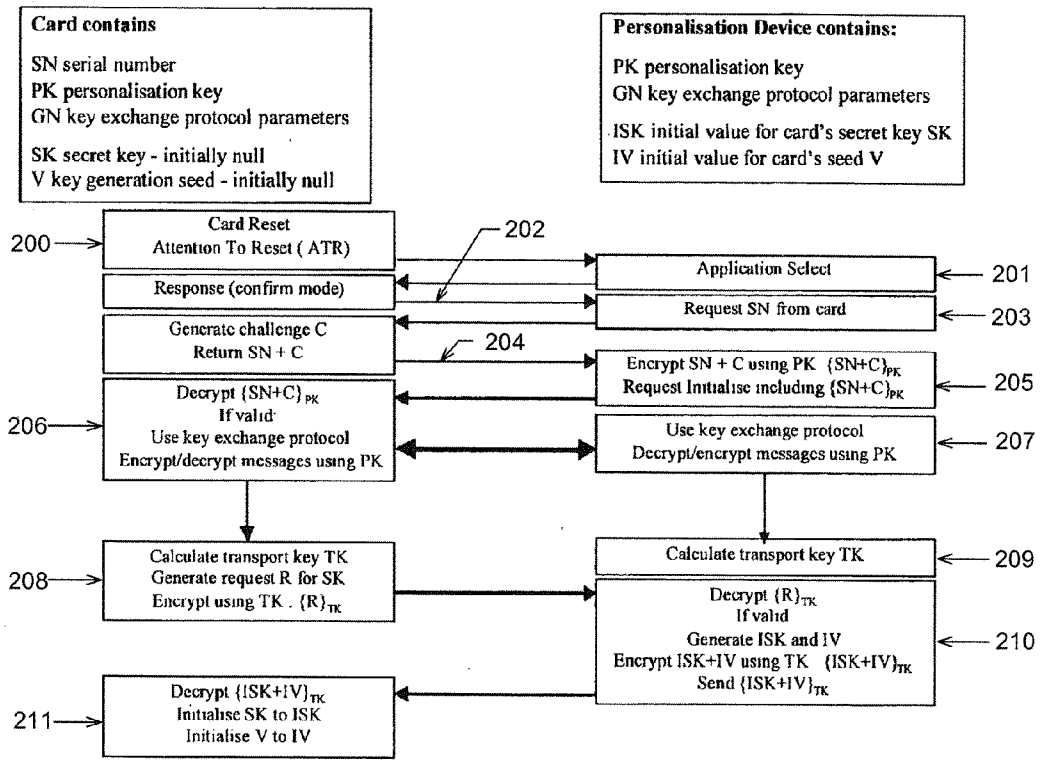 Card contains
SN serial number
PK personalisation key
GN key exchange protocol parameters
SK secret key - initially null
V key generation seed - initially null
Personalisation Device contains:
PK personalisation key
GN key exchange protocol parameters
ISK initial value for card's secret key SK
IV initial value for card's seed V
200
Card Reset
Attention To Reset ( ATR)
202
Application Select
201
Response (confirm mode)
Request SN from card
203
Generate challenge C
Return SN + C
204
Encrypt SN + C using PK {SN+C}PK
Request Initialise including {SN+C}PK
205
206
Decrypt {SN+C}PK
If valid
Use key exchange protocol
Encrypt/decrypt messages using PK
Use key exchange protocol
Decrypt/encrypt messages using PK
207
208
Calculate transport key TK
Generate request R for SK
Encrypt using TK . {R}TK
Calculate transport key TK
209
Decrypt {R}TK
If valid
Generate ISK and IV
Encrypt ISK+IV using TK {ISK+IV}TK
Send {ISK+IV}TK
210
211
Decrypt {ISK+IV}TK
Initialise SK to ISK
Initialise V to IV